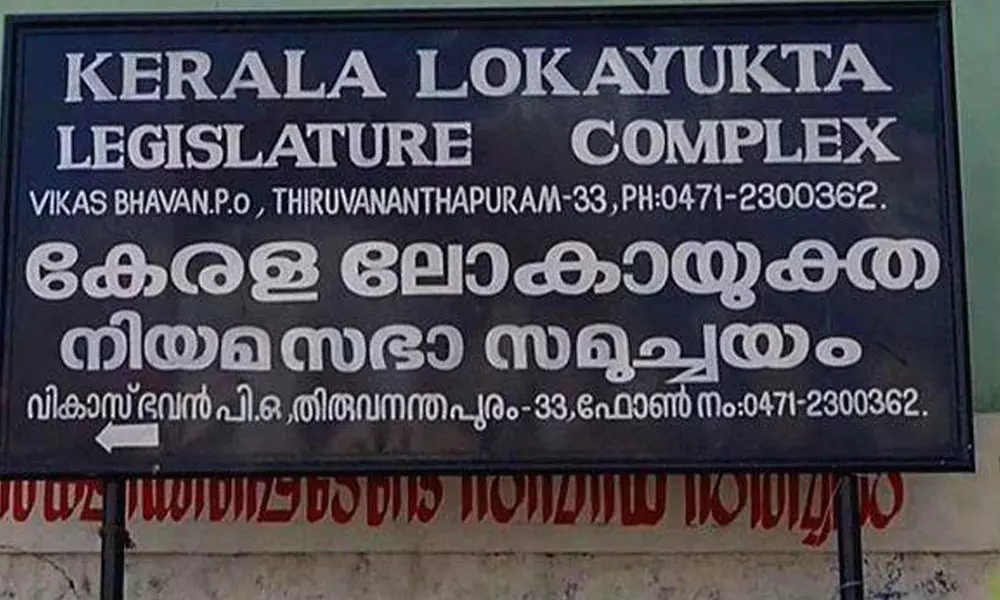 KERALA LOKAYUKTA
LEGISLATURE COMPLEX
VIKAS BHAVAN.P.O, THIRUVANANTHAPURAM-33, PH:0471-2300362.
കേരള ലോകായുക്ത
നിയമസഭാ സമുച്ചയം
വികാസ് ഭവൻ പി.ഒ,തിരുവനന്തപുരം-33,ഫോൺ നം:0471-2300362.